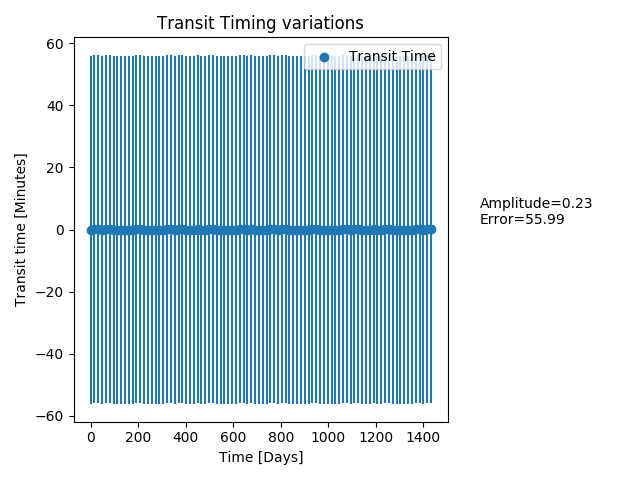 Transit Timing variations
Transit Time
60
40
20
0
−20
−40
−60
Transit time [Minutes]
0 200 400 600 800 1000 1200 1400
Time [Days]
Amplitude=0.23
Error=55.99